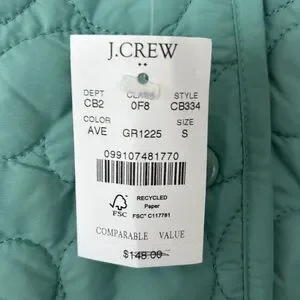 J.CREW
DEPT CLASS STYLE
CB2 0F8 CB334
COLOR SIZE
AVE GR1225 S
099107481770
RECYCLED
Paper
FSC FSC® C117781
COMPARABLE VALUE
$148.00